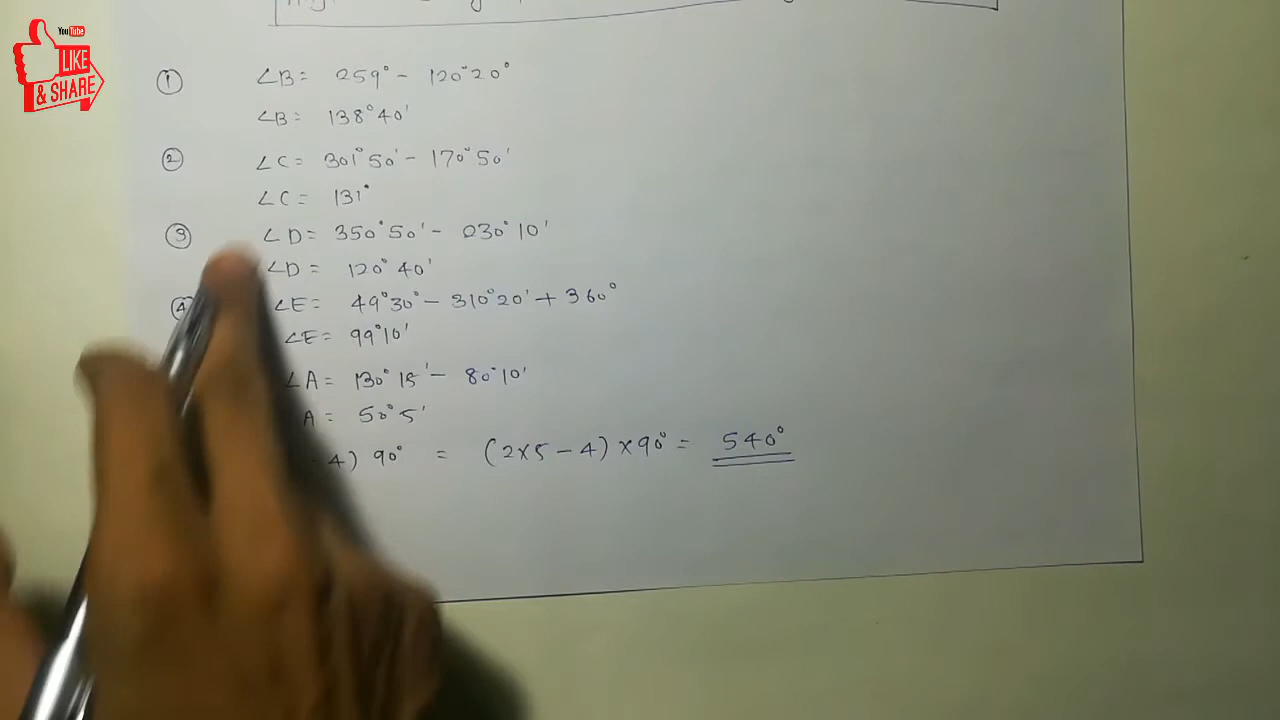 YouTube
LIKE
& SHARE
① ∠B = 259° - 120°20°
∠B = 138°40'
② ∠C = 301°50' - 170°50'
∠C = 131°
③ ∠D = 350°50' - 230°10'
∠D = 120°40'
④ ∠E = 49°30° - 310°20' + 360°
∠E = 99°10'
∠A = 130°15' - 80°10'
A = 50°5'
-4) 90° = (2×5-4)×90° = 540°